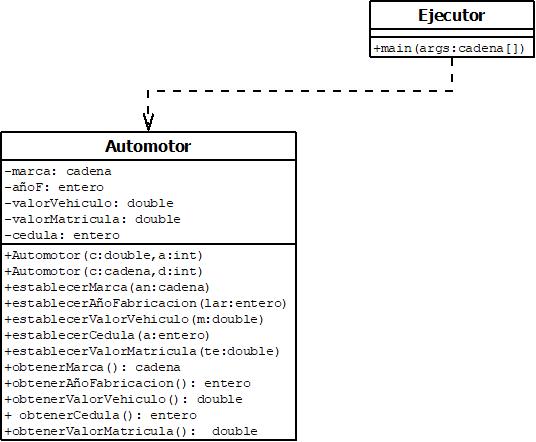 Ejecutor
+main(args:cadena[])
Automotor
-marca: cadena
-añoF: entero
-valorVehiculo: double
-valorMatricula: double
-cedula: entero
+Automotor(c:double,a:int)
+Automotor(c:cadena,d:int)
+establecerMarca(an:cadena)
+establecerAñoFabricacion(lar:entero)
+establecerValorVehiculo(m:double)
+establecerCedula(a:entero)
+establecerValorMatricula(te:double)
+obtenerMarca(): cadena
+obtenerAñoFabricacion(): entero
+obtenerValorVehiculo(): double
+ obtenerCedula(): entero
+obtenerValorMatricula():  double